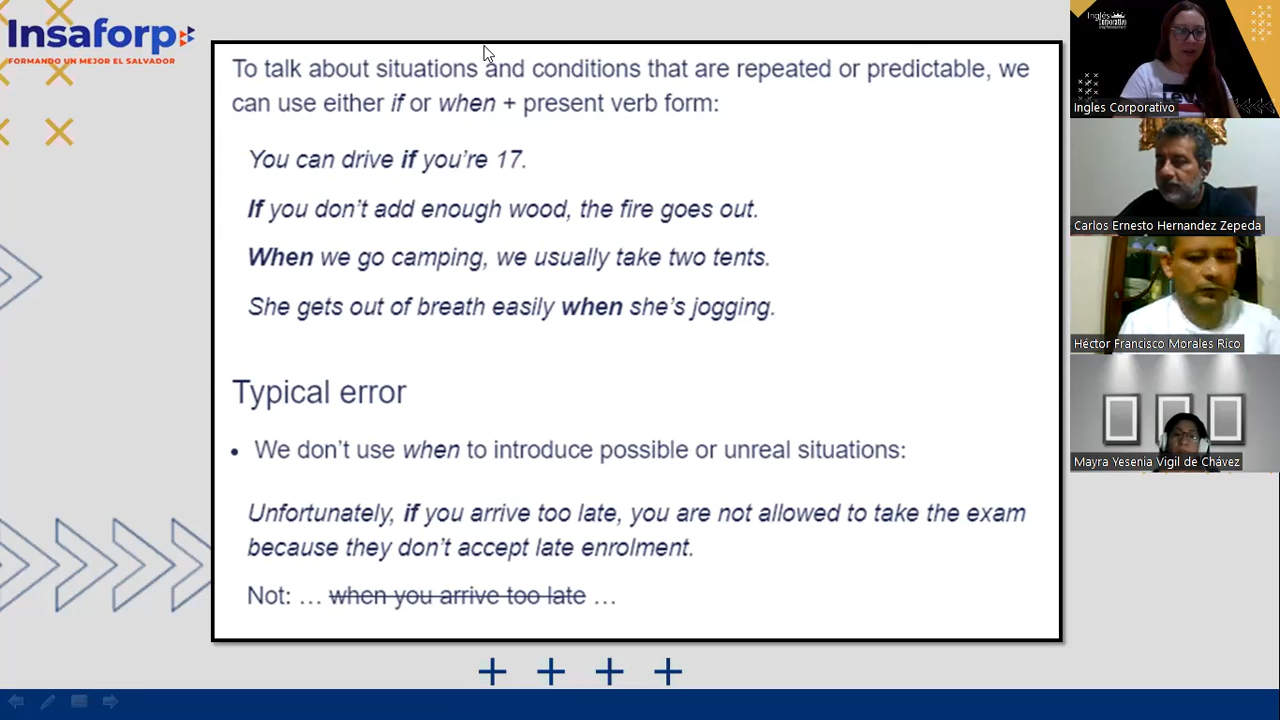 Insaforp
FORMANDO UN MEJOR EL SALVADOR
To talk about situations and conditions that are repeated or predictable, we
can use either if or when + present verb form:
You can drive if you're 17.
If you don't add enough wood, the fire goes out.
When we go camping, we usually take two tents.
She gets out of breath easily when she's jogging.
Typical error
• We don't use when to introduce possible or unreal situations:
Unfortunately, if you arrive too late, you are not allowed to take the exam
because they don't accept late enrolment.
Not: … when you arrive too late …
Inglés
Corporativo
Ingles Corporativo
Carlos Ernesto Hernandez Zepeda
Héctor Francisco Morales Rico
Mayra Yesenia Vigil de Chávez